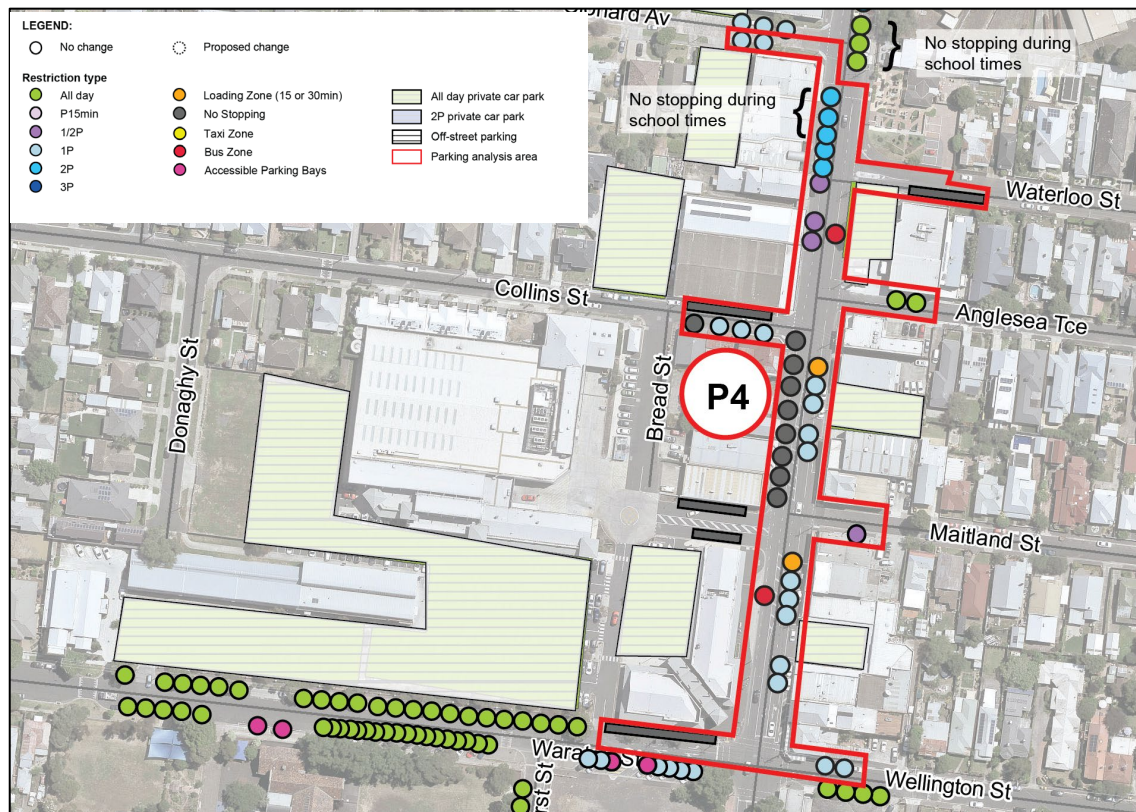 LEGEND:
No change
Proposed change
Restriction type
All day
P15min
1/2P
1P
2P
3P
Loading Zone (15 or 30min)
No Stopping
Taxi Zone
Bus Zone
Accessible Parking Bays
All day private car park
2P private car park
Off-street parking
Parking analysis area
Av
No stopping during
school times
No stopping during
school times
Waterloo St
Collins St
Anglesea Tce
Donaghy St
Bread St
P4
Maitland St
Wellington St